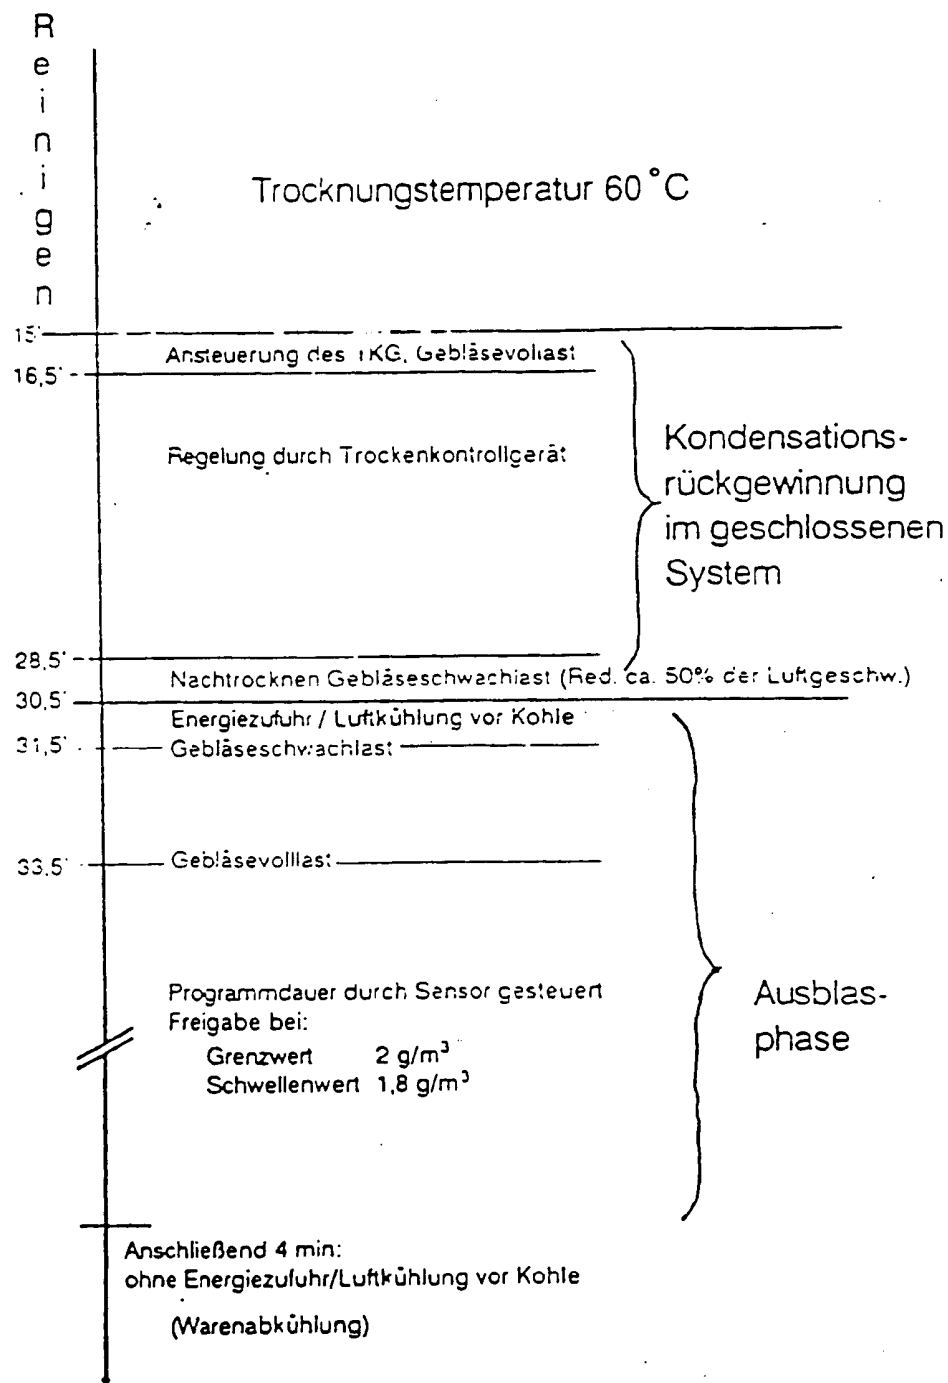 Reinigen
Trocknungstemperatur 60 °C
15'
Ansteuerung des TKG, Gebläsevollast
16,5'
Regelung durch Trockenkontrollgerät
Kondensations-
rückgewinnung
im geschlossenen
System
28,5'
Nachtrocknen Gebläseschwachlast (Red. ca. 50% der Luftgeschw.)
30,5'
Energiezufuhr / Luftkühlung vor Kohle
31,5'
Gebläseschwachlast
33,5'
Gebläsevolllast
Programmdauer durch Sensor gesteuert
Freigabe bei:
Grenzwert 2 g/m³
Schwellenwert 1,8 g/m³
Ausblas-
phase
Anschließend 4 min:
ohne Energiezufuhr/Luftkühlung vor Kohle
(Warenabkühlung)